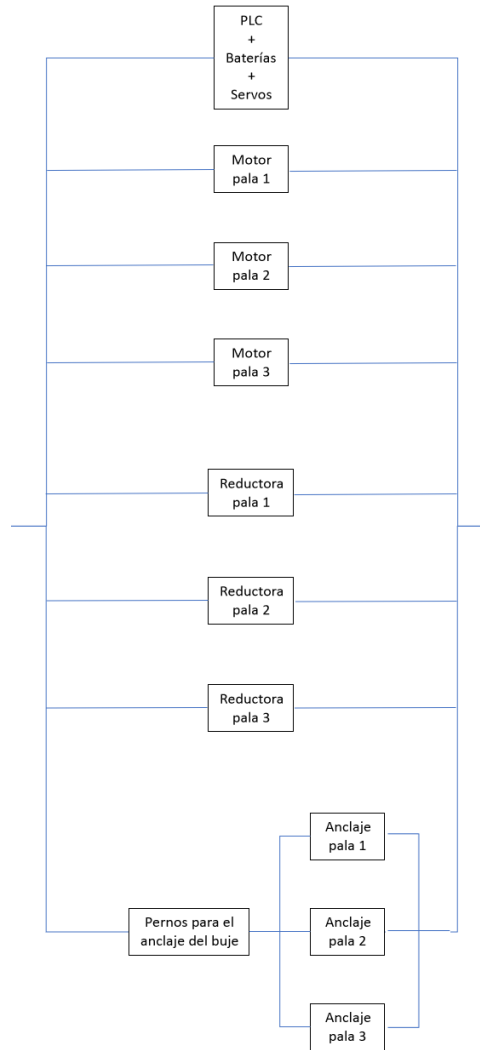 PLC
+
Baterías
+
Servos
Motor
pala 1
Motor
pala 2
Motor
pala 3
Reductora
pala 1
Reductora
pala 2
Reductora
pala 3
Anclaje
pala 1
Pernos para el
anclaje del buje
Anclaje
pala 2
Anclaje
pala 3